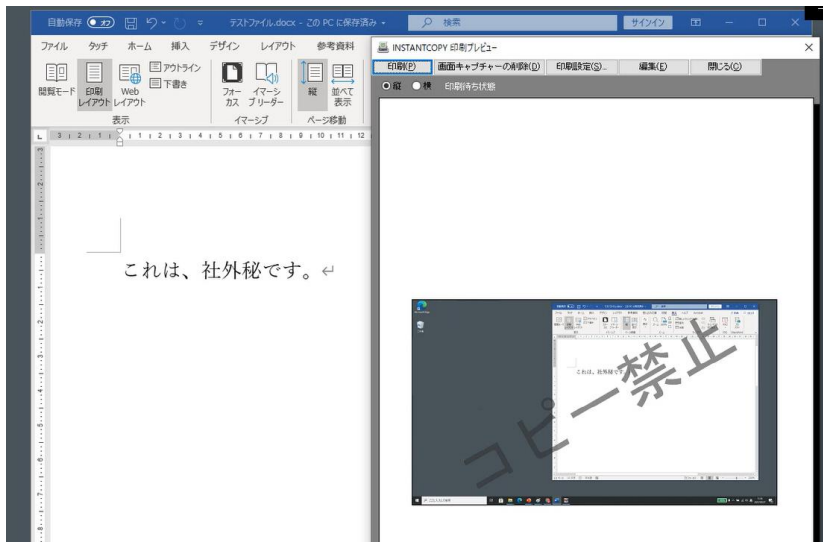 自動保存 オフ テストファイル.docx - この PC に保存済み 検索 サインイン
ファイル タッチ ホーム 挿入 デザイン レイアウト 参考資料
閲覧モード 印刷レイアウト Web レイアウト アウトライン 下書き
フォーカス イマーシブ リーダー 縦 並べて表示
表示 イマーシブ ページ移動
これは、社外秘です。
INSTANTCOPY 印刷プレビュー
印刷(P) 画面キャプチャーの削除(D) 印刷設定(S)... 編集(E) 閉じる(C)
縦 横 印刷待ち状態
これは、社外秘です。
コピー禁止